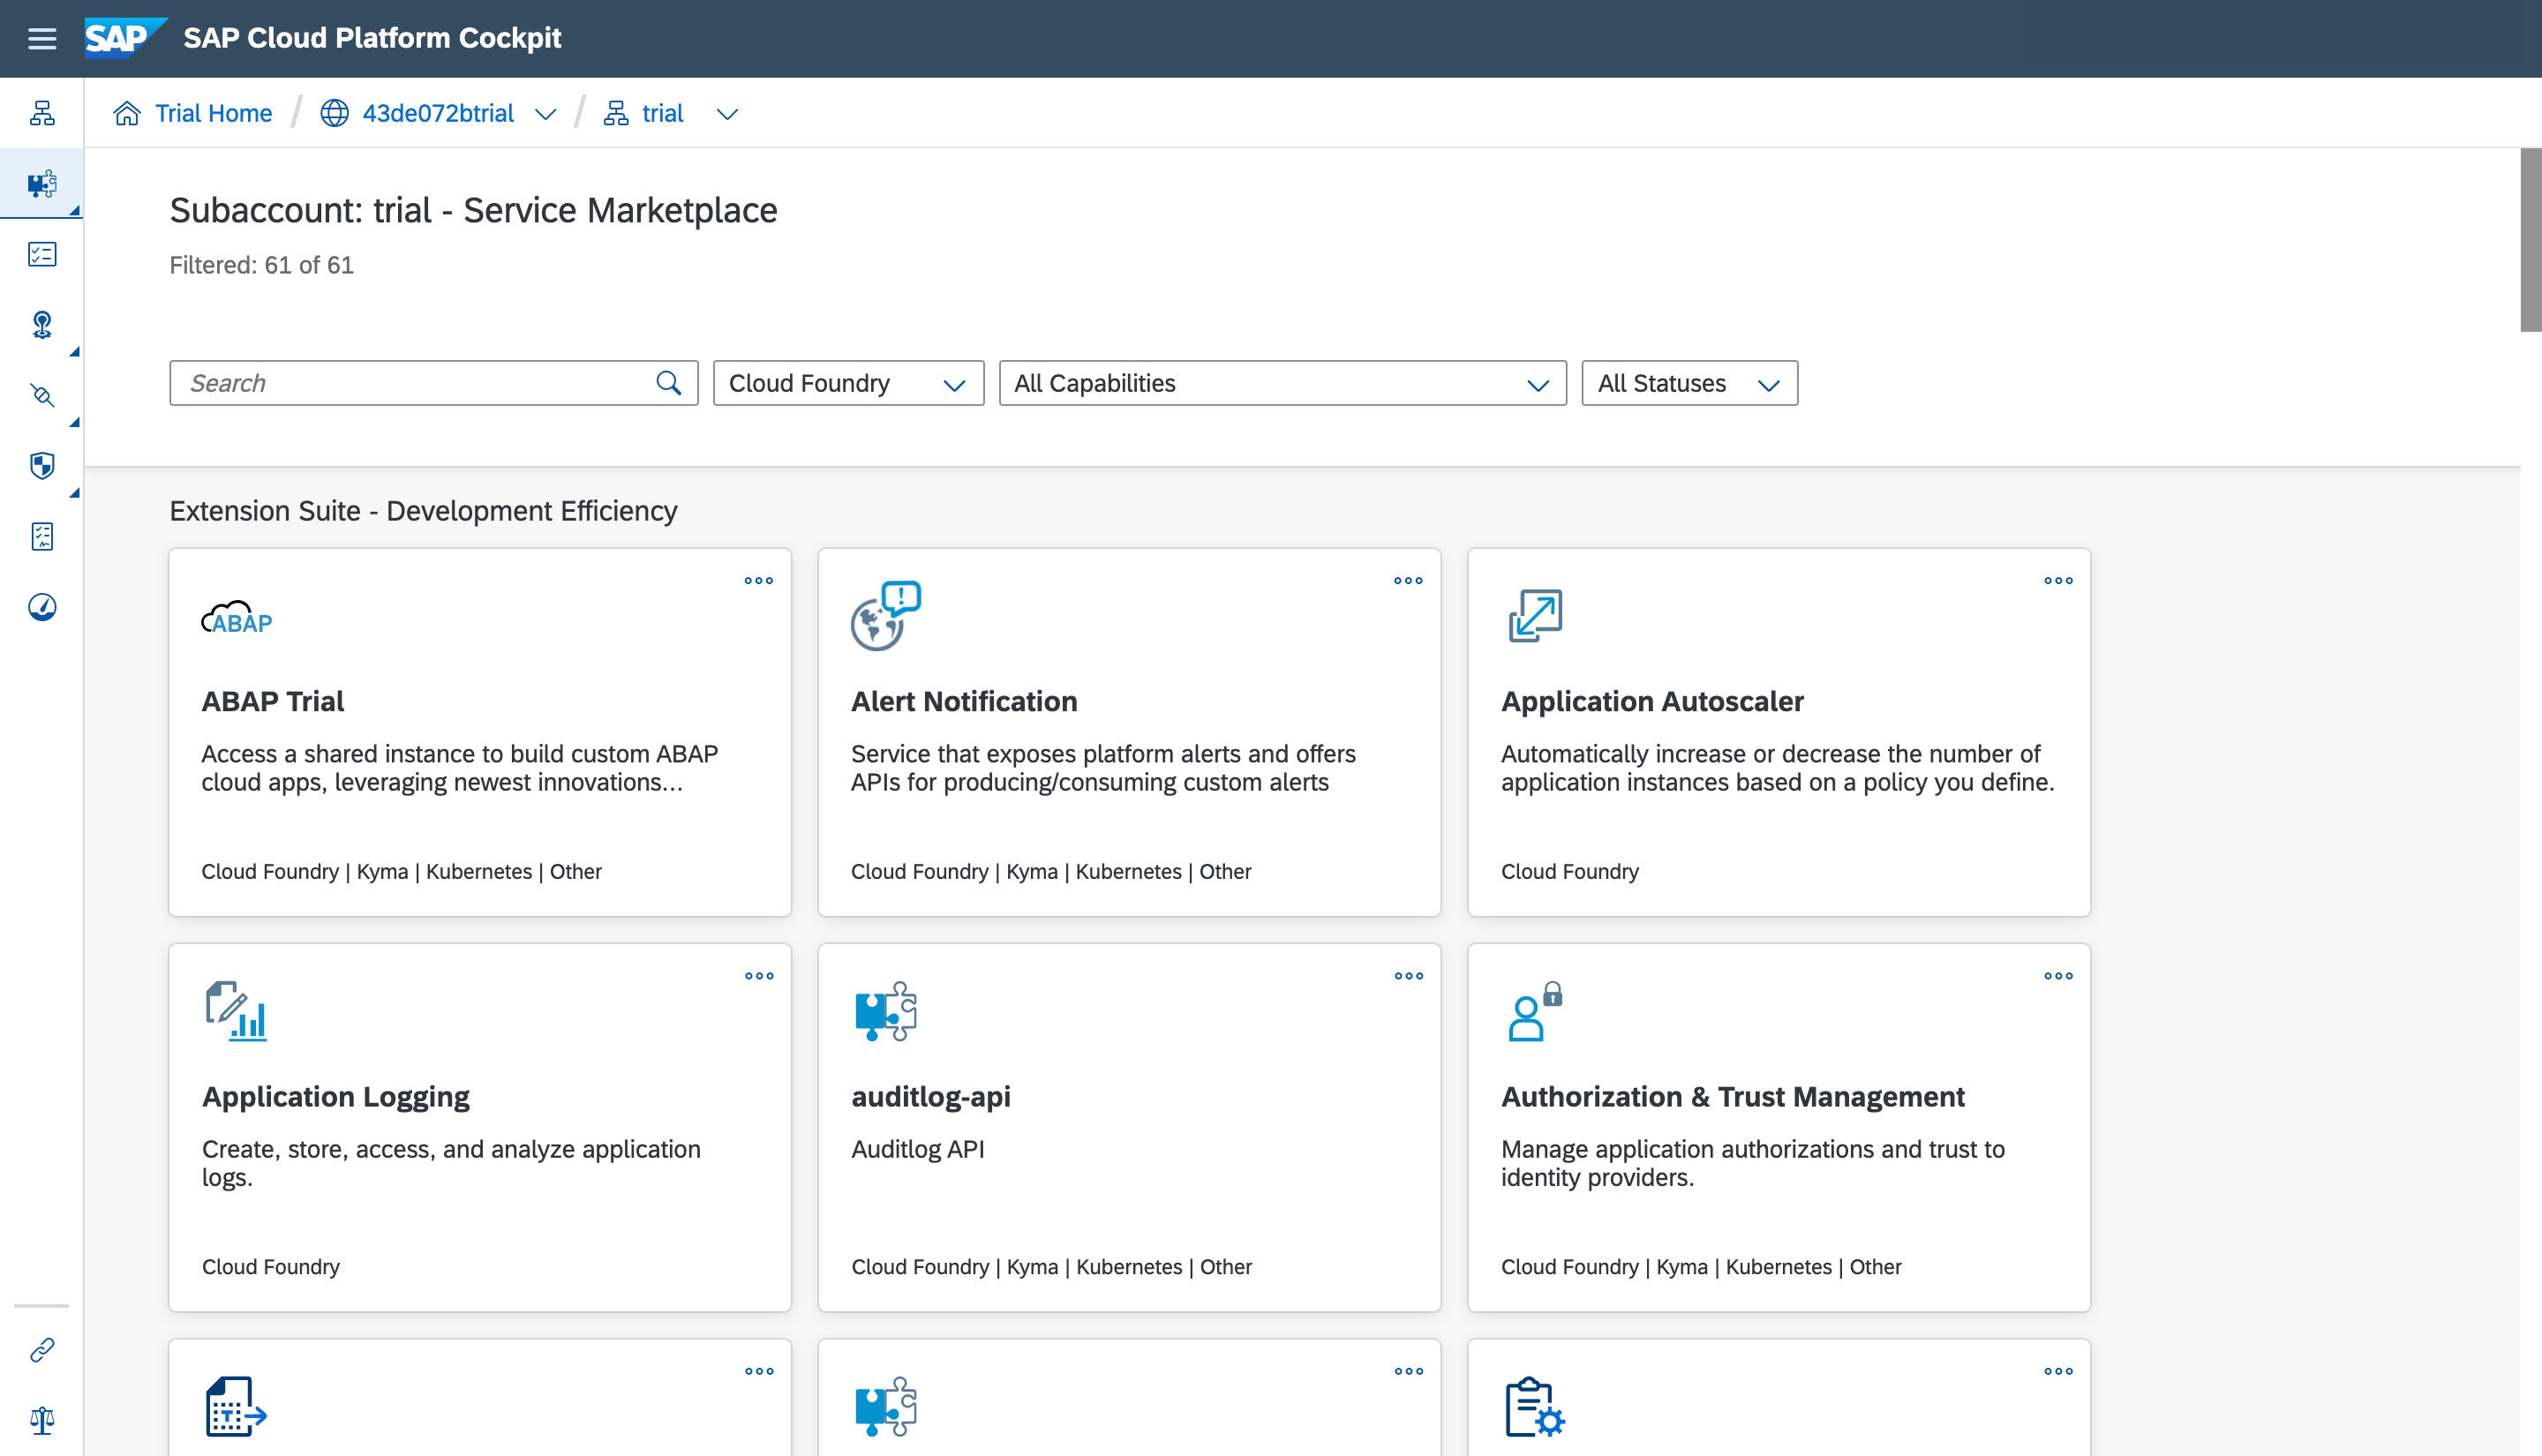 SAP SAP Cloud Platform Cockpit
Trial Home / 43de072btrial / trial
Subaccount: trial - Service Marketplace
Filtered: 61 of 61
Search
Cloud Foundry
All Capabilities
All Statuses
Extension Suite - Development Efficiency
ABAP
ABAP Trial
Access a shared instance to build custom ABAP
cloud apps, leveraging newest innovations...
Cloud Foundry | Kyma | Kubernetes | Other
Alert Notification
Service that exposes platform alerts and offers
APIs for producing/consuming custom alerts
Cloud Foundry | Kyma | Kubernetes | Other
Application Autoscaler
Automatically increase or decrease the number of
application instances based on a policy you define.
Cloud Foundry
Application Logging
Create, store, access, and analyze application
logs.
Cloud Foundry
auditlog-api
Auditlog API
Cloud Foundry | Kyma | Kubernetes | Other
Authorization & Trust Management
Manage application authorizations and trust to
identity providers.
Cloud Foundry | Kyma | Kubernetes | Other
T